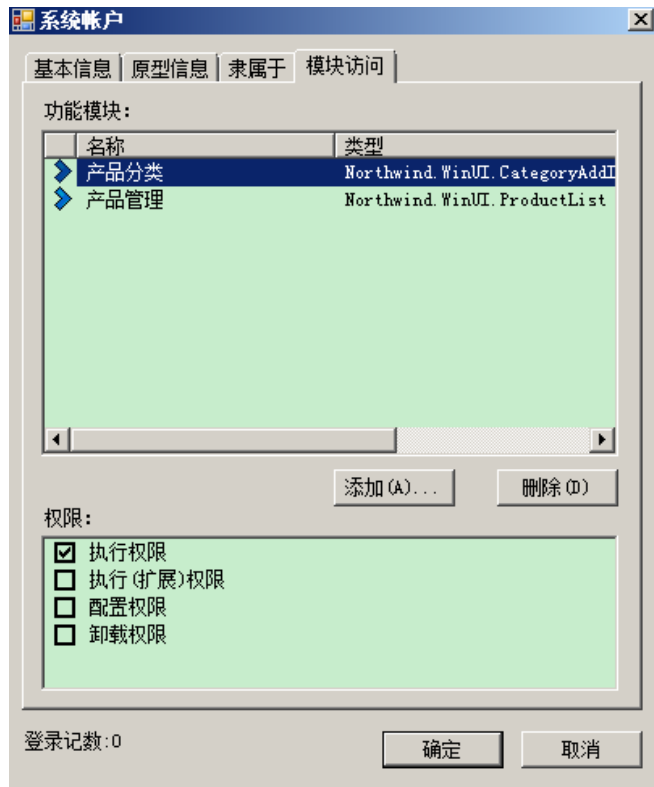 系统帐户
基本信息 原型信息 隶属于 模块访问
功能模块:
名称 类型
产品分类 Northwind.WinUI.CategoryAddI
产品管理 Northwind.WinUI.ProductList
添加(A)... 删除(D)
权限:
执行权限
执行(扩展)权限
配置权限
卸载权限
登录记数:0
确定 取消